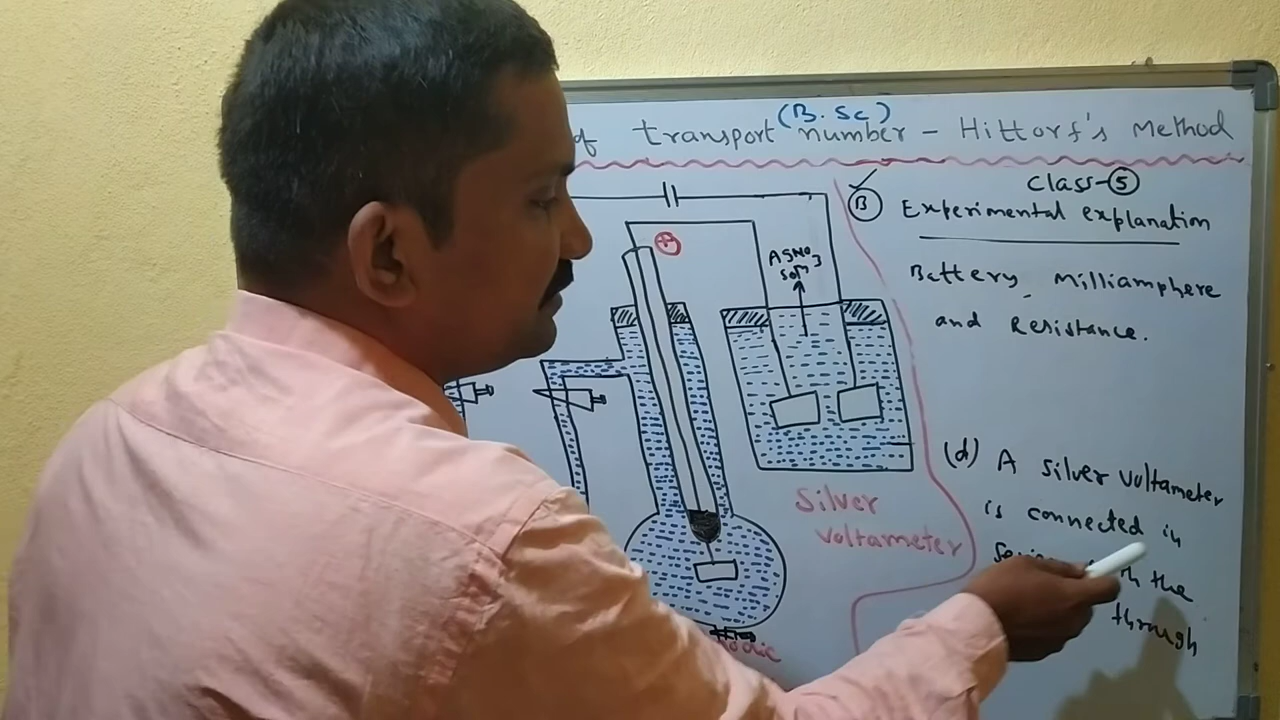 (B.Sc)
of transport number - Hittorf's Method
Class-5
B Experimental explanation
Battery, Milliamphere
and Resistance.
+
AgNO3
Soln
(d) A silver voltameter
is connected in
the
through
Silver
voltameter